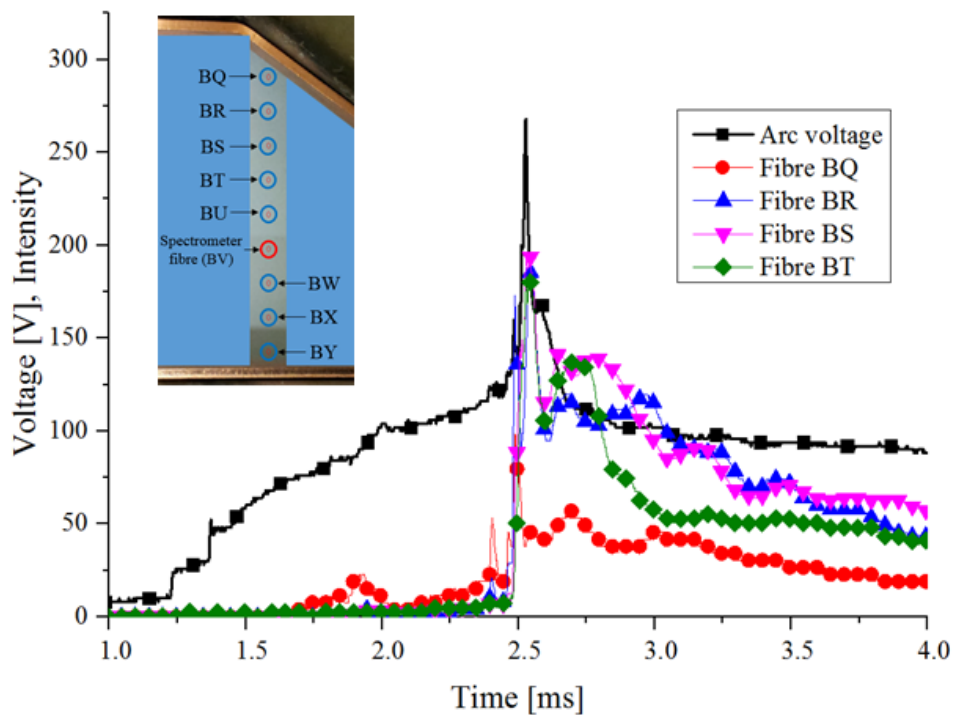 300
250
200
150
100
50
0
Voltage [V], Intensity
1.0
1.5
2.0
2.5
3.0
3.5
4.0
Time [ms]
BQ
BR
BS
BT
BU
Spectrometer
fibre (BV)
BW
BX
BY
Arc voltage
Fibre BQ
Fibre BR
Fibre BS
Fibre BT